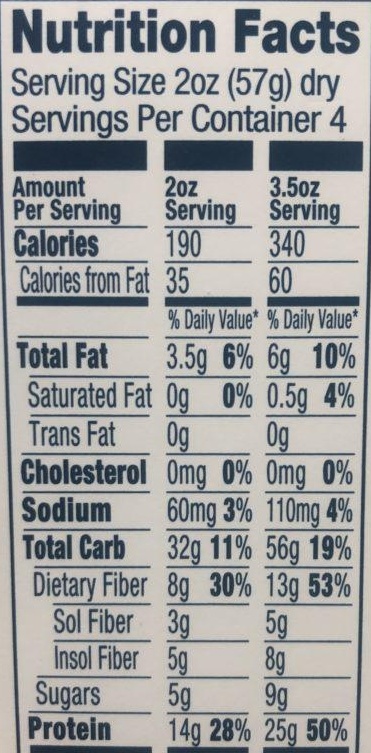 Nutrition Facts
Serving Size 2oz (57g) dry
Servings Per Container 4
Amount Per Serving 2oz Serving 3.5oz Serving
Calories 190 340
Calories from Fat 35 60
% Daily Value* % Daily Value*
Total Fat 3.5g 6% 6g 10%
Saturated Fat 0g 0% 0.5g 4%
Trans Fat 0g 0g
Cholesterol 0mg 0% 0mg 0%
Sodium 60mg 3% 110mg 4%
Total Carb 32g 11% 56g 19%
Dietary Fiber 8g 30% 13g 53%
Sol Fiber 3g 5g
Insol Fiber 5g 8g
Sugars 5g 9g
Protein 14g 28% 25g 50%